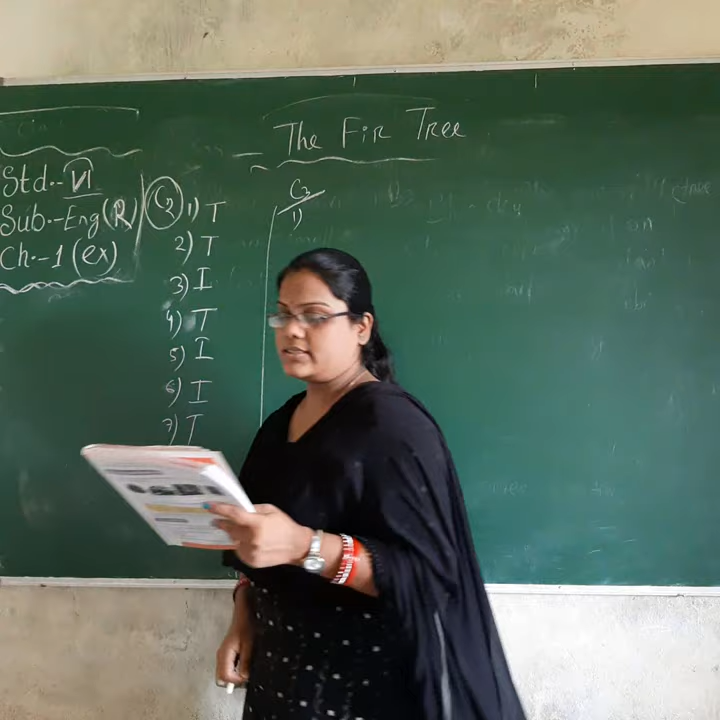 The Fir Tree
Std.- VI
Sub.- Eng (R)
Ch.- 1 (ex)
C3 1) T
2) T
3) I
4) T
5) I
6) I
7) T
C3
1)